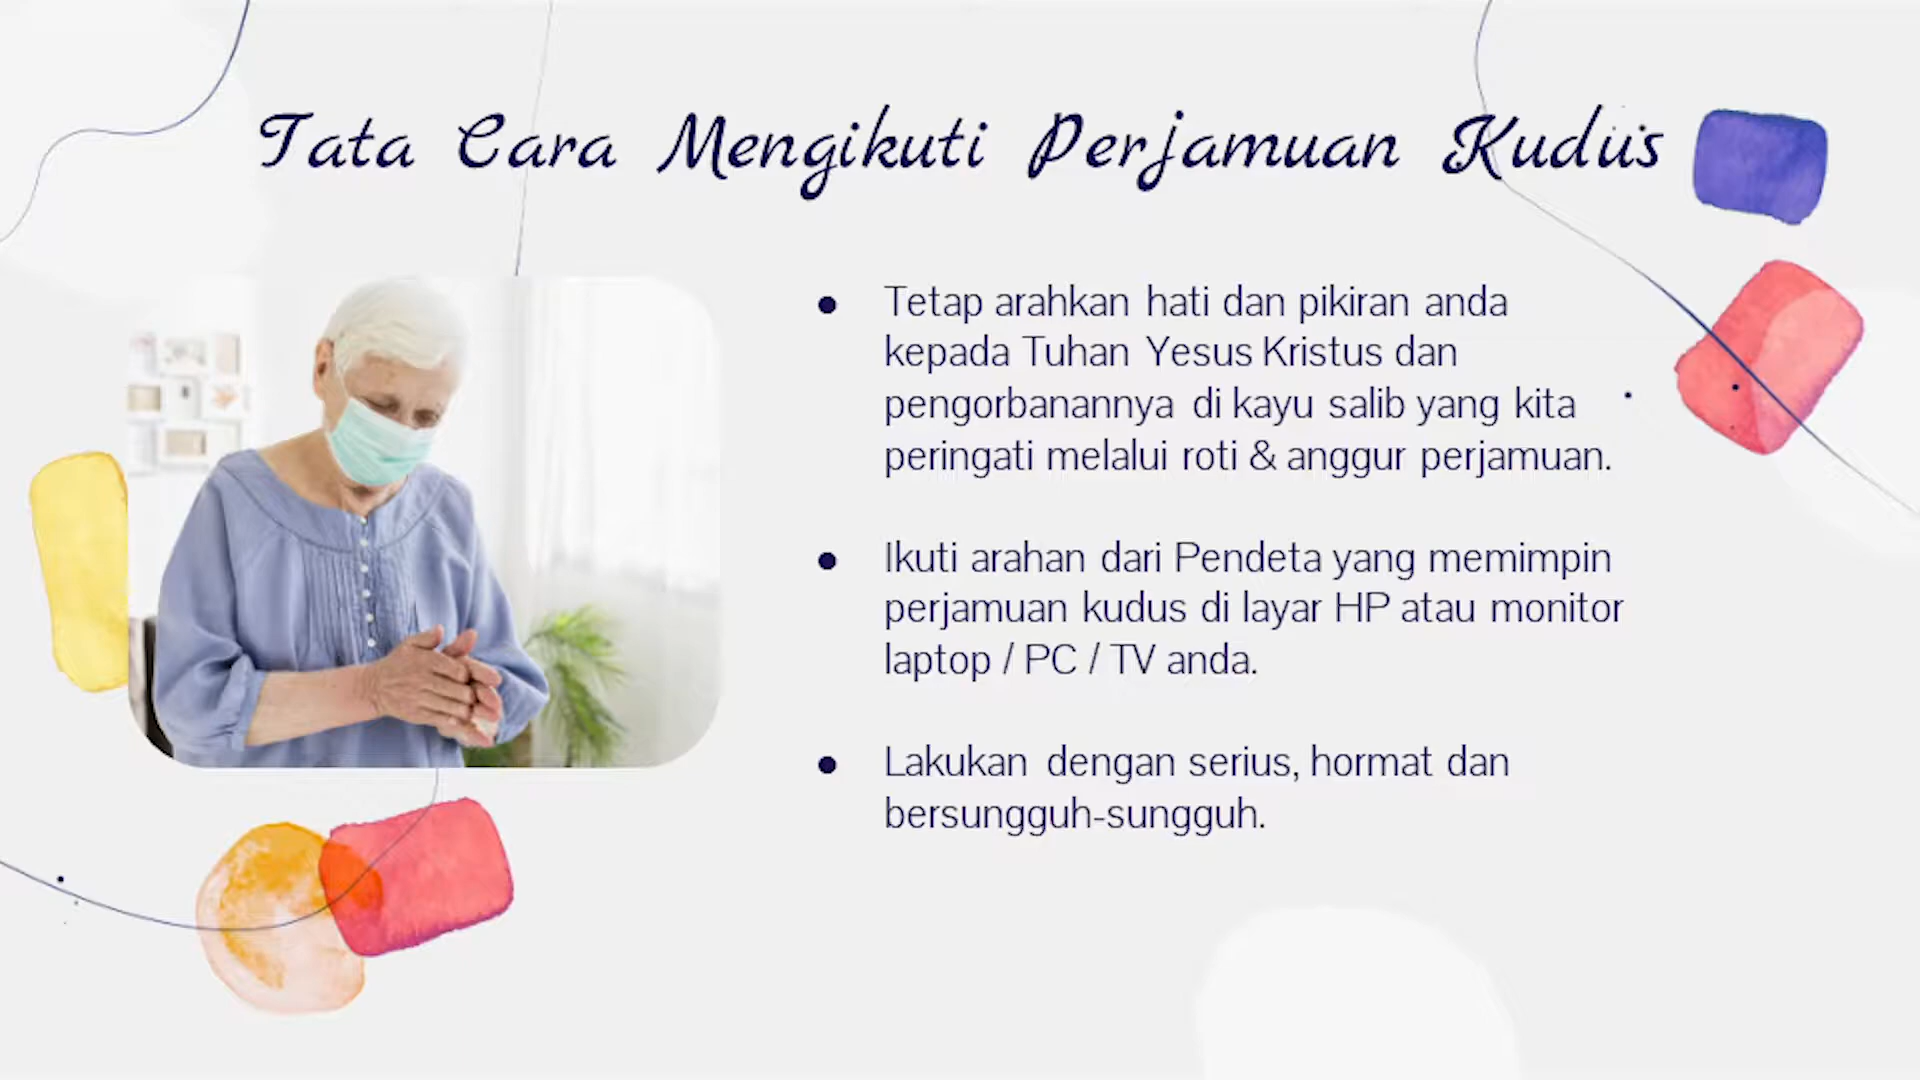 Tata Cara Mengikuti Perjamuan Kudus
● Tetap arahkan hati dan pikiran anda
kepada Tuhan Yesus Kristus dan
pengorbanannya di kayu salib yang kita
peringati melalui roti & anggur perjamuan.
● Ikuti arahan dari Pendeta yang memimpin
perjamuan kudus di layar HP atau monitor
laptop / PC / TV anda.
● Lakukan dengan serius, hormat dan
bersungguh-sungguh.